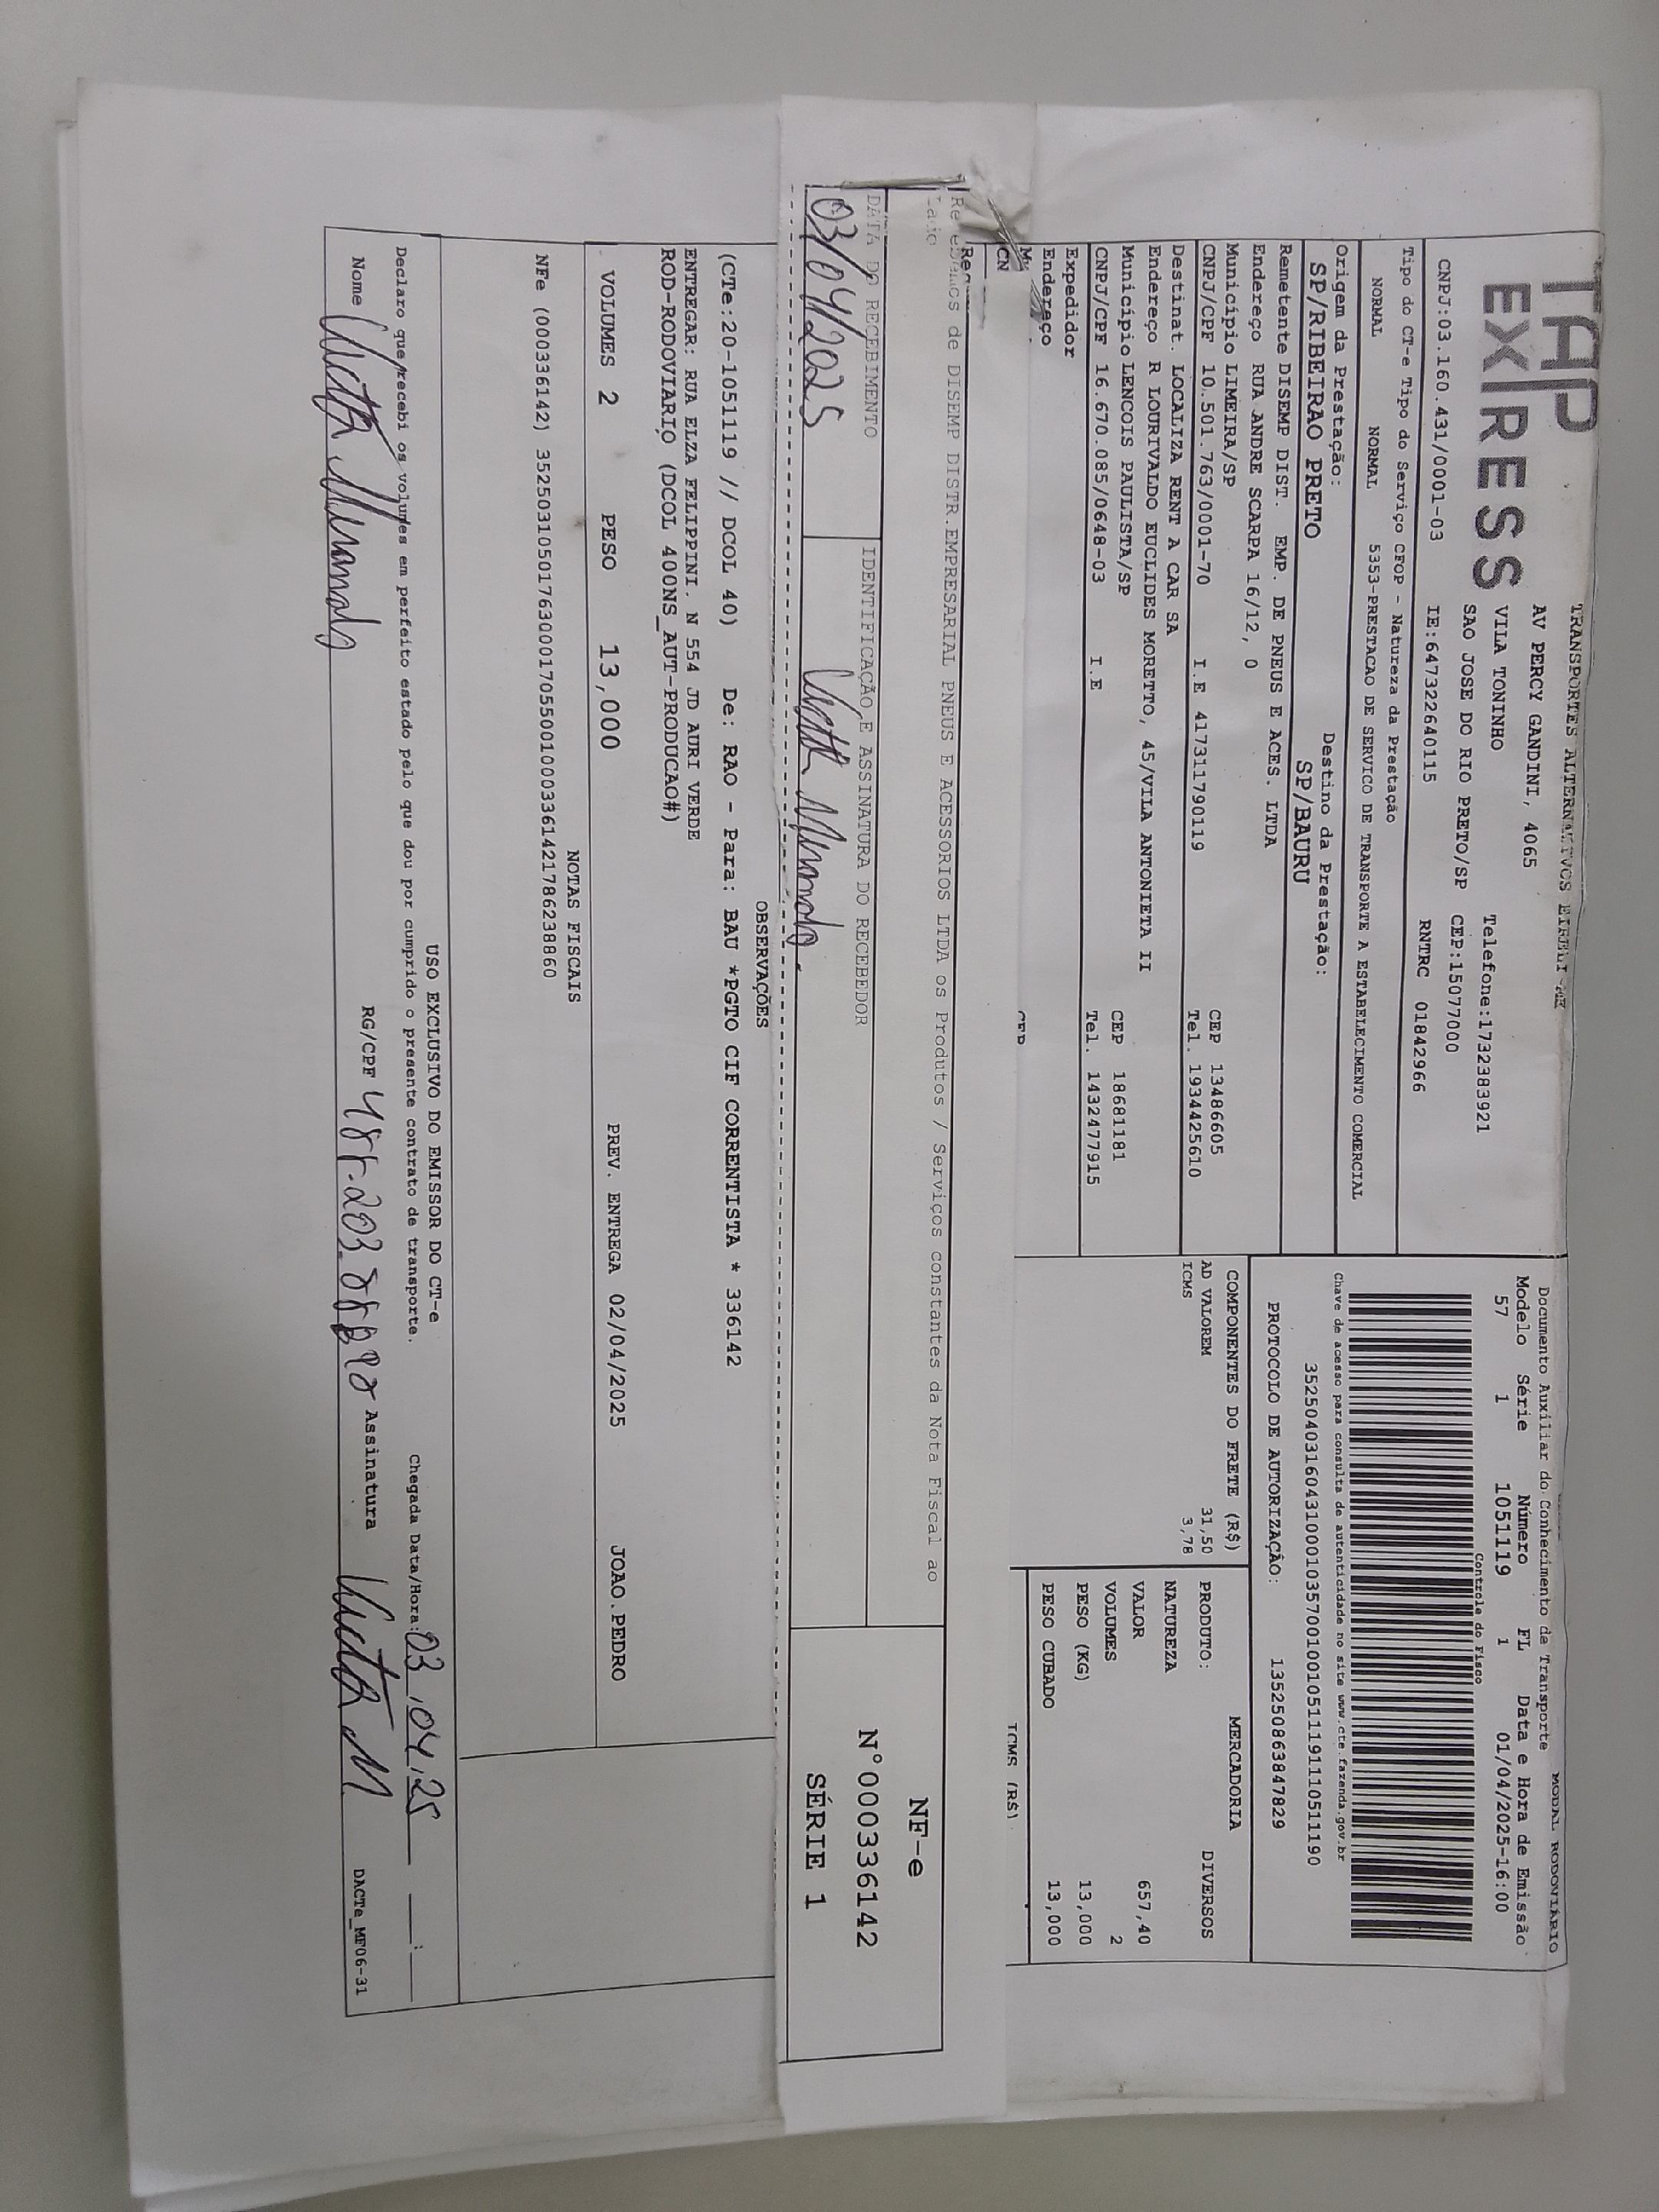 TAP
EXPRESS
TRANSPORTES ALTERNATIVOS EIRELI-ME
AV PERCY GANDINI, 4065
VILA TONINHO
Telefone:1732383921
SAO JOSE DO RIO PRETO/SP CEP:15077000
CNPJ:03.160.431/0001-03 IE:647322640115 RNTRC 01842966
MODAL RODOVIÁRIO
Documento Auxiliar do Conhecimento de Transporte
Modelo Série Número FL Data e Hora de Emissão
57 1 1051119 1 01/04/2025-16:00
Controle do Fisco
Tipo do CT-e Tipo do Serviço CFOP - Natureza da Prestação
NORMAL NORMAL 5353-PRESTACAO DE SERVICO DE TRANSPORTE A ESTABELECIMENTO COMERCIAL
Chave de acesso para consulta de autenticidade no site www.cte.fazenda.gov.br
35250403160431000103570010010511191110511190
Origem da Prestação: Destino da Prestação:
SP/RIBEIRAO PRETO SP/BAURU
PROTOCOLO DE AUTORIZAÇÃO: 135250863847829
Remetente DISEMP DIST. EMP. DE PNEUS E ACES. LTDA
Endereço RUA ANDRE SCARPA 16/12, 0
Município LIMEIRA/SP CEP 13486605
CNPJ/CPF 10.501.763/0001-70 I.E 417311790119 Tel. 1934425610
Destinat. LOCALIZA RENT A CAR SA
Endereço R LOURIVALDO EUCLIDES MORETTO, 45/VILA ANTONIETA II
Município LENCOIS PAULISTA/SP CEP 18681181
CNPJ/CPF 16.670.085/0648-03 I.E Tel. 1432477915
Expedidor
Endereço
CEP
COMPONENTES DO FRETE (R$)
AD VALOREM 31,50
ICMS 3,78
MERCADORIA
PRODUTO: DIVERSOS
NATUREZA
VALOR 657,40
VOLUMES 2
PESO (KG) 13,000
PESO CUBADO 13,000
ICMS (R$)
Recebemos de DISEMP DISTR.EMPRESARIAL PNEUS E ACESSORIOS LTDA os Produtos / Serviços constantes da Nota Fiscal ao
Lado
DATA DO RECEBIMENTO IDENTIFICAÇÃO E ASSINATURA DO RECEBEDOR
03/04/2025
NF-e
N°000336142
SÉRIE 1
OBSERVAÇÕES
(CTe:20-1051119 // DCOL 40) De: RAO - Para: BAU *PGTO CIF CORRENTISTA * 336142
ENTREGAR: RUA ELZA FELIPPINI. N 554 JD AURI VERDE
ROD-RODOVIARIO (DCOL 400NS_AUT-PRODUCAO#)
VOLUMES 2 PESO 13,000 PREV. ENTREGA 02/04/2025 JOAO.PEDRO
NOTAS FISCAIS
NFe (000336142) 35250310501763000170550010003361421786238860
USO EXCLUSIVO DO EMISSOR DO CT-e
Declaro que recebi os volumes em perfeito estado pelo que dou por cumprido o presente contrato de transporte. Chegada Data/Hora: 03.04.25
Nome RG/CPF Assinatura
DACTe_MF06-31